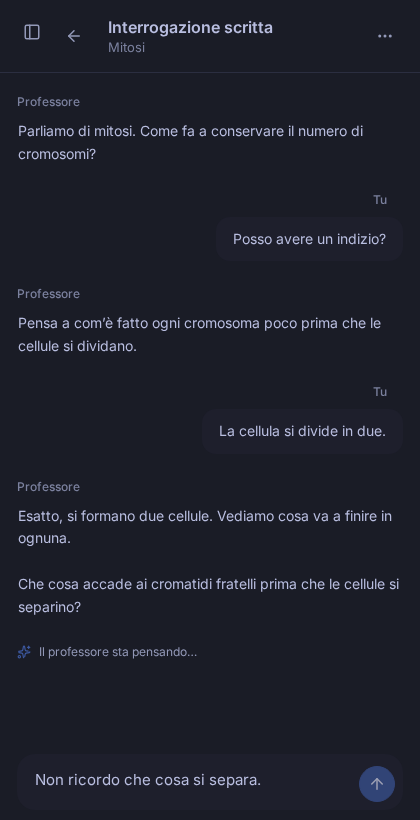 Interrogazione scritta
Mitosi
Professore
Parliamo di mitosi. Come fa a conservare il numero di
cromosomi?
Tu
Posso avere un indizio?
Professore
Pensa a com’è fatto ogni cromosoma poco prima che le
cellule si dividano.
Tu
La cellula si divide in due.
Professore
Esatto, si formano due cellule. Vediamo cosa va a finire in
ognuna.
Che cosa accade ai cromatidi fratelli prima che le cellule si
separino?
Il professore sta pensando...
Non ricordo che cosa si separa.